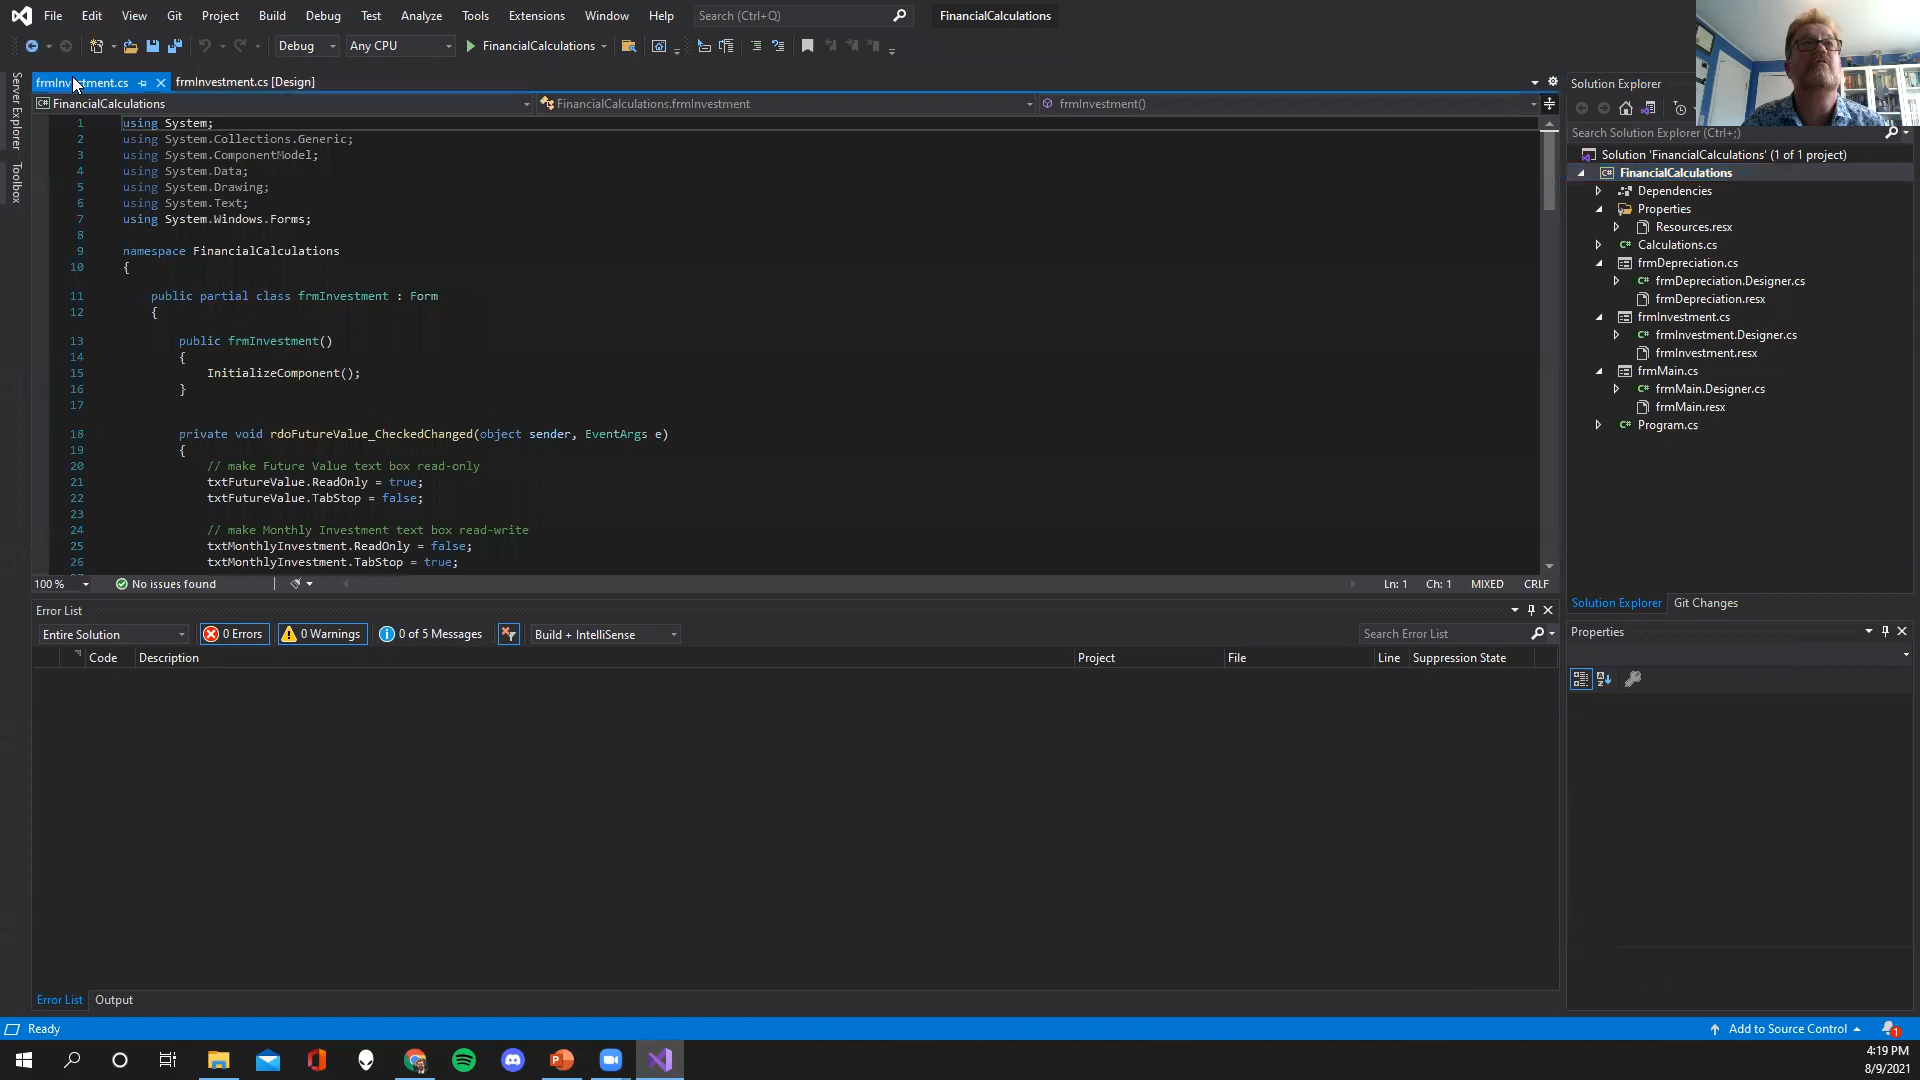 File Edit View Git Project Build Debug Test Analyze Tools Extensions Window Help Search (Ctrl+Q) FinancialCalculations
Debug Any CPU FinancialCalculations
Server Explorer
Toolbox
frmInvestment.cs frmInvestment.cs [Design]
FinancialCalculations FinancialCalculations.frmInvestment frmInvestment()
1 using System;
2 using System.Collections.Generic;
3 using System.ComponentModel;
4 using System.Data;
5 using System.Drawing;
6 using System.Text;
7 using System.Windows.Forms;
8
9 namespace FinancialCalculations
10 {
11 public partial class frmInvestment : Form
12 {
13 public frmInvestment()
14 {
15 InitializeComponent();
16 }
17
18 private void rdoFutureValue_CheckedChanged(object sender, EventArgs e)
19 {
20 // make Future Value text box read-only
21 txtFutureValue.ReadOnly = true;
22 txtFutureValue.TabStop = false;
23
24 // make Monthly Investment text box read-write
25 txtMonthlyInvestment.ReadOnly = false;
26 txtMonthlyInvestment.TabStop = true;
100 % No issues found Ln: 1 Ch: 1 MIXED CRLF
Error List
Entire Solution 0 Errors 0 Warnings 0 of 5 Messages Build + IntelliSense Search Error List
Code Description Project File Line Suppression State
Error List Output
Solution Explorer
Search Solution Explorer (Ctrl+;)
Solution 'FinancialCalculations' (1 of 1 project)
FinancialCalculations
Dependencies
Properties
Resources.resx
Calculations.cs
frmDepreciation.cs
frmDepreciation.Designer.cs
frmDepreciation.resx
frmInvestment.cs
frmInvestment.Designer.cs
frmInvestment.resx
frmMain.cs
frmMain.Designer.cs
frmMain.resx
Program.cs
Solution Explorer Git Changes
Properties
Ready Add to Source Control 1
4:19 PM
8/9/2021